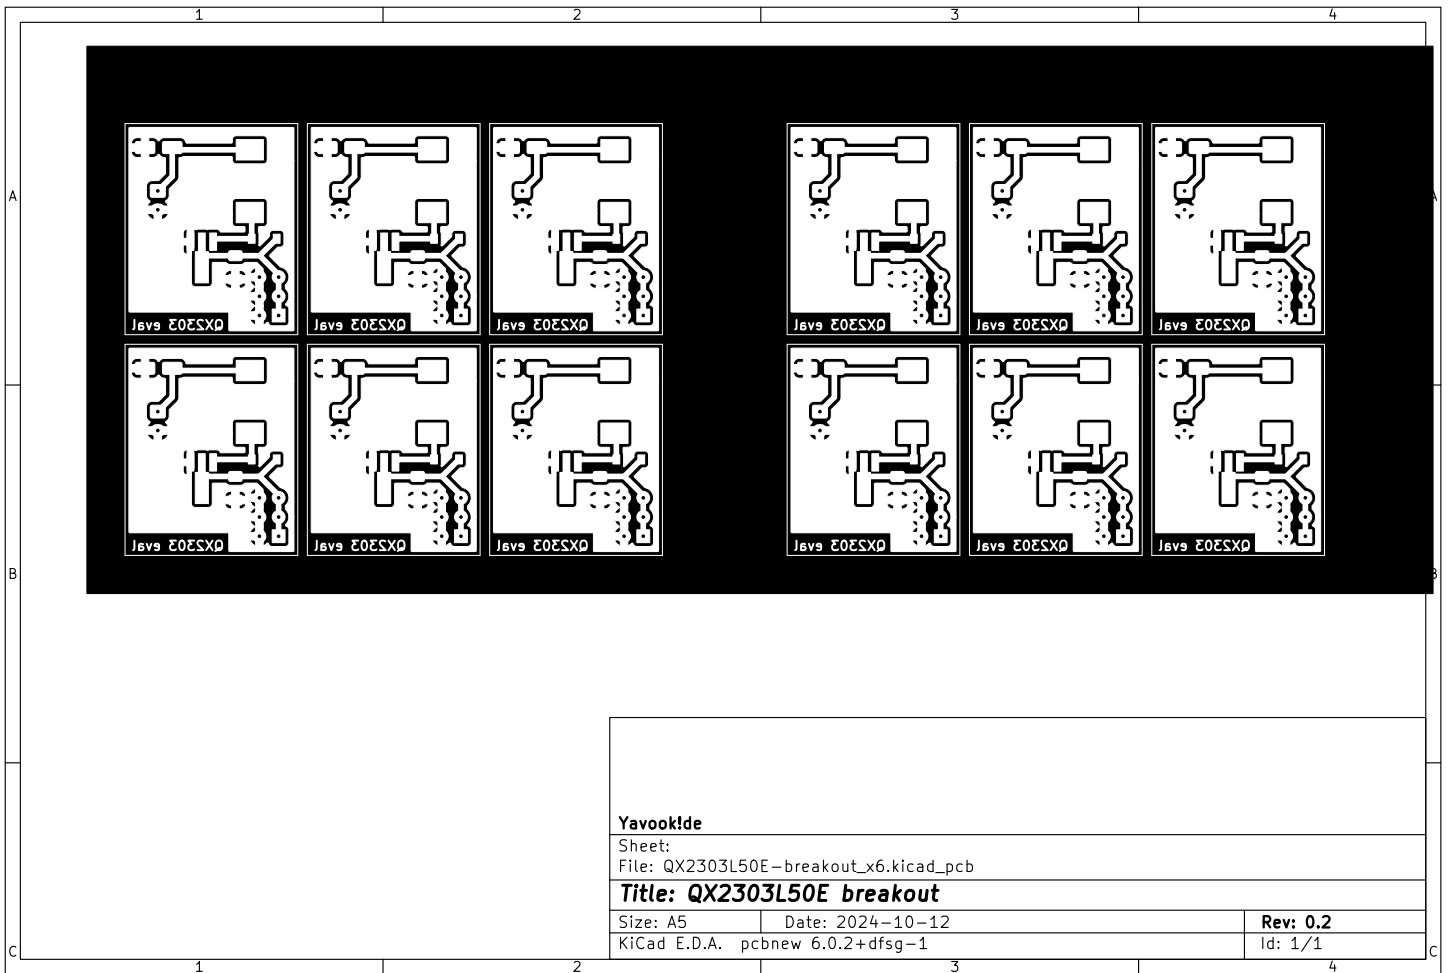 1 2 3 4
A A
QX2303 eval QX2303 eval QX2303 eval QX2303 eval QX2303 eval QX2303 eval
QX2303 eval QX2303 eval QX2303 eval QX2303 eval QX2303 eval QX2303 eval
B B
Yavook!de
Sheet:
File: QX2303L50E-breakout_x6.kicad_pcb
Title: QX2303L50E breakout
Size: A5 Date: 2024-10-12 Rev: 0.2
KiCad E.D.A. pcbnew 6.0.2+dfsg-1 Id: 1/1
C C
1 2 3 4